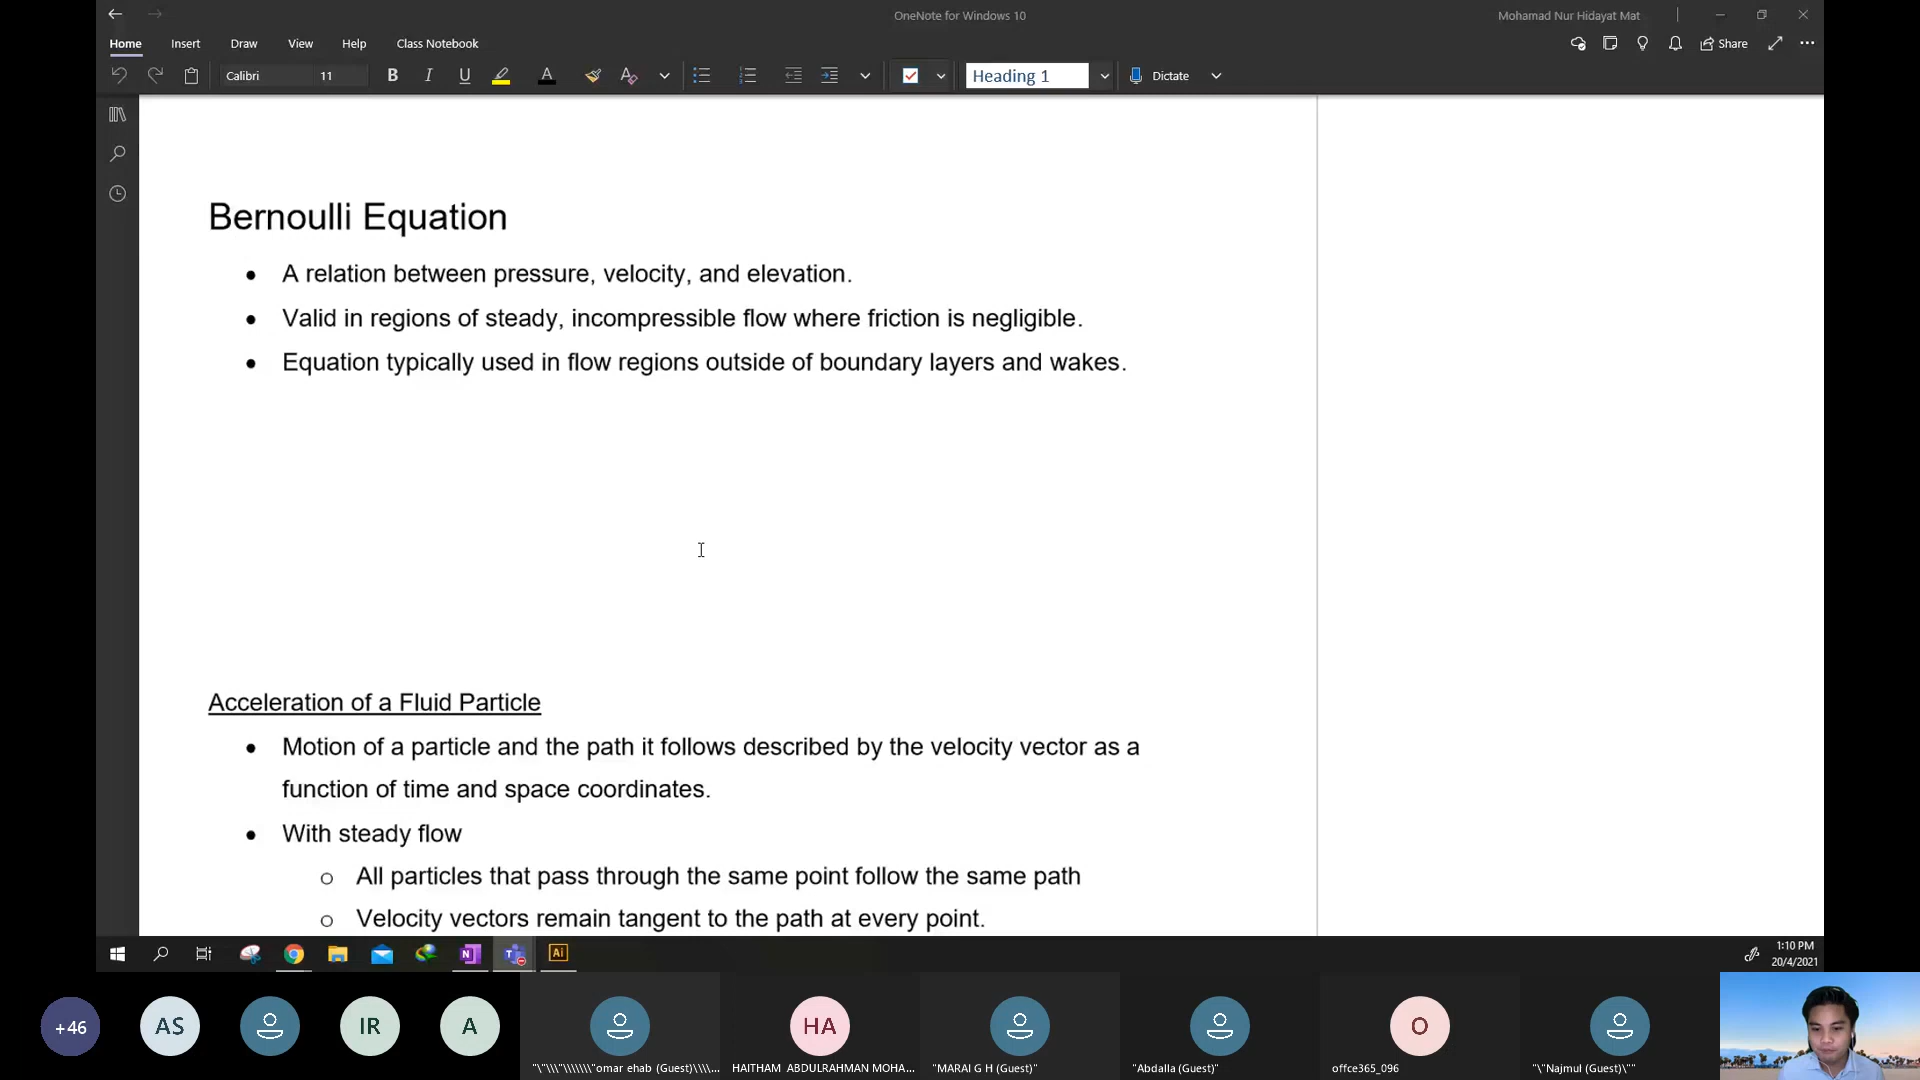 OneNote for Windows 10
Mohamad Nur Hidayat Mat
Home Insert Draw View Help Class Notebook
Share
Calibri 11 B I U A Heading 1 Dictate
Bernoulli Equation
• A relation between pressure, velocity, and elevation.
• Valid in regions of steady, incompressible flow where friction is negligible.
• Equation typically used in flow regions outside of boundary layers and wakes.
Acceleration of a Fluid Particle
• Motion of a particle and the path it follows described by the velocity vector as a
function of time and space coordinates.
• With steady flow
o All particles that pass through the same point follow the same path
o Velocity vectors remain tangent to the path at every point.
1:10 PM
20/4/2021
+46 AS IR A HA O
"\"\\\"\\\\\\\"omar ehab (Guest)\\\\... HAITHAM ABDULRAHMAN MOHA... "MARAI G H (Guest)" "Abdalla (Guest)" offce365_096 "\"Najmul (Guest)\""